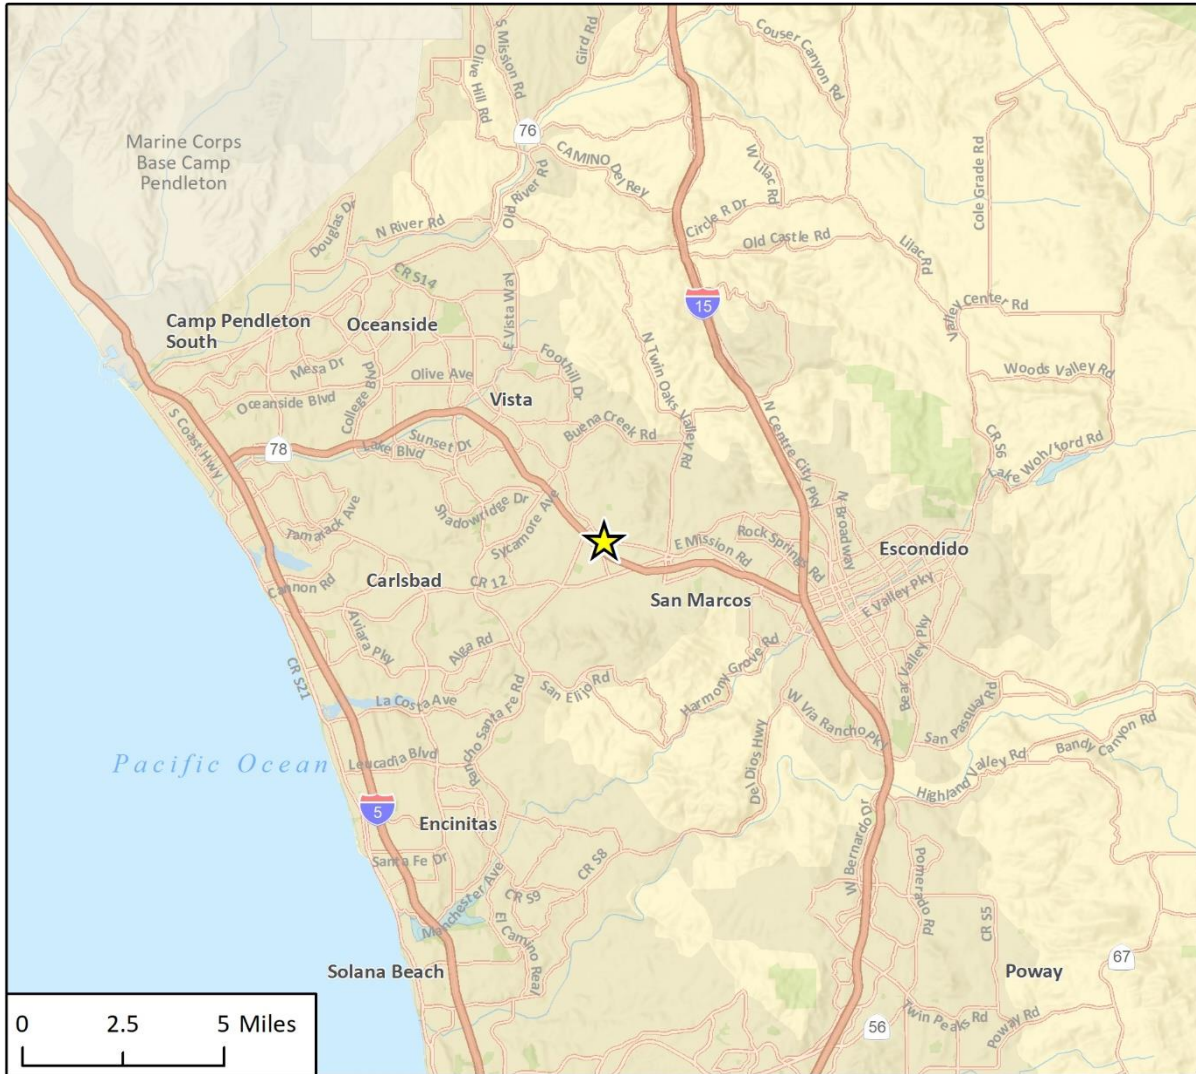 Couser Canyon Rd
S Mission Rd
Olive Hill Rd
Gird Rd
76
Marine Corps
Base Camp
Pendleton
CAMINO Del Rey
W Lilac Rd
Cole Grade Rd
Old River Rd
Douglas Dr
N River Rd
Circle R Dr
Old Castle Rd
Lilac Rd
CR S14
15
Valley Center Rd
Camp Pendleton
South
Oceanside
E Vista Way
N Twin Oaks Valley Rd
Foothill Dr
Mesa Dr
College Blvd
Olive Ave
Woods Valley Rd
Oceanside Blvd
Vista
S Coast Hwy
78
Lake Blvd
Sunset Dr
Buena Creek Rd
N Centre City Pky
CR S6
Lake Wohlford Rd
Shadowridge Dr
Sycamore Ave
N Broadway
Tamarack Ave
E Mission Rd
Rock Springs Rd
Escondido
Cannon Rd
Carlsbad
CR 12
San Marcos
E Valley Pky
Aviara Pky
Alga Rd
Harmony Grove Rd
Bear Valley Pky
CR S21
San Elijo Rd
La Costa Ave
Rancho Santa Fe Rd
W Via Rancho Pky
San Pasqual Rd
Bandy Canyon Rd
Pacific Ocean
Leucadia Blvd
Del Dios Hwy
Highland Valley Rd
5
Encinitas
Santa Fe Dr
CR S8
W Bernardo Dr
Pomerado Rd
Manchester Ave
CR S9
El Camino Real
CR S5
Solana Beach
Poway
67
0 2.5 5 Miles
56
Twin Peaks Rd
Poway Rd